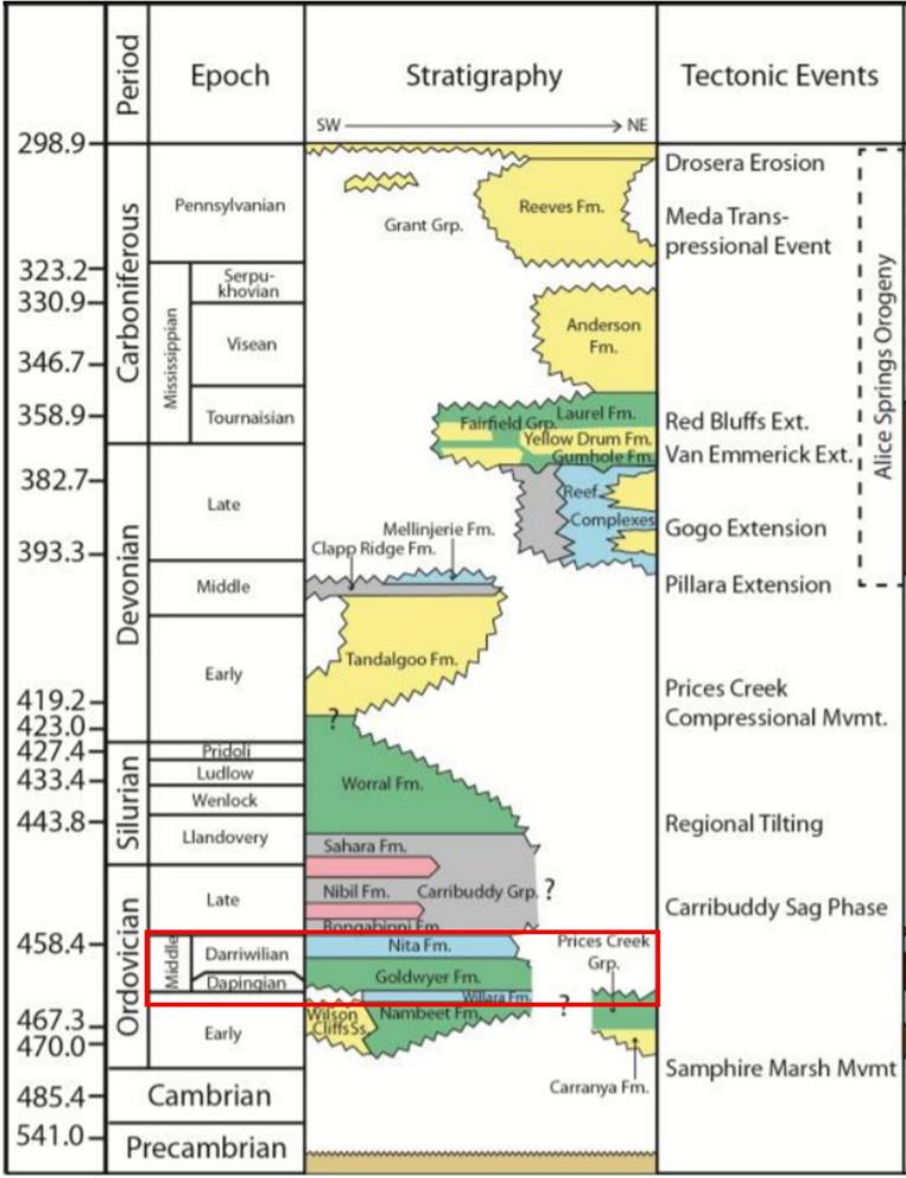 Period
Epoch
Stratigraphy
Tectonic Events
SW
NE
298.9
323.2
330.9
346.7
358.9
382.7
393.3
419.2
423.0
427.4
433.4
443.8
458.4
467.3
470.0
485.4
541.0
Carboniferous
Devonian
Silurian
Ordovician
Cambrian
Precambrian
Pennsylvanian
Mississippian
Serpu-
khovian
Visean
Tournaisian
Late
Middle
Early
Pridoli
Ludlow
Wenlock
Llandovery
Late
Middle
Darriwilian
Dapingian
Early
Grant Grp.
Reeves Fm.
Anderson
Fm.
Laurel Fm.
Fairfield Grp.
Yellow Drum Fm.
Gumhole Fm.
Reef
Complexes
Mellinjerie Fm.
Clapp Ridge Fm.
Tandalgoo Fm.
?
Worral Fm.
Sahara Fm.
Nibil Fm.
Carribuddy Grp.
?
Bongabinni Fm.
Nita Fm.
Prices Creek
Grp.
Goldwyer Fm.
Willara Fm.
?
Wilson
Cliffs Ss.
Nambeet Fm.
Carranya Fm.
Drosera Erosion
Meda Trans-
pressional Event
Red Bluffs Ext.
Van Emmerick Ext.
Gogo Extension
Pillara Extension
Prices Creek
Compressional Mvmt.
Regional Tilting
Carribuddy Sag Phase
Samphire Marsh Mvmt
Alice Springs Orogeny